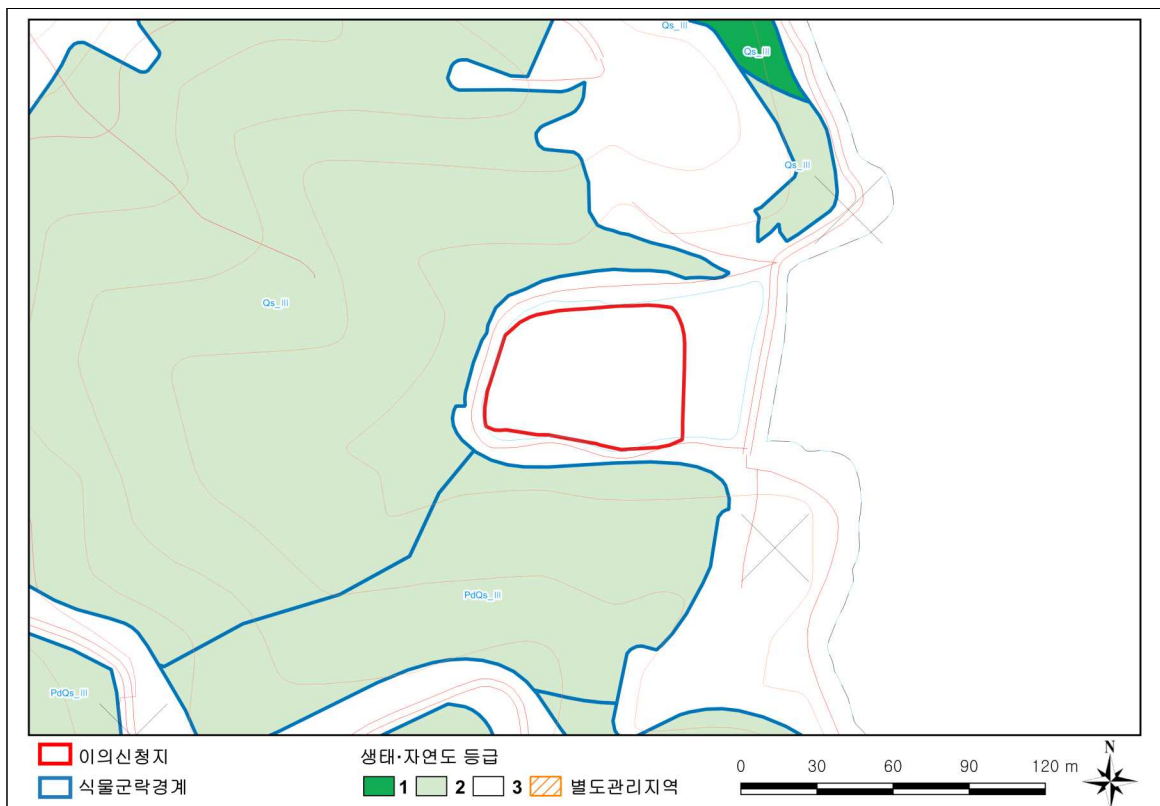 Qs_III
Qs_III
Qs_III
Qs_III
PdQs_III
PdQs_III
이의신청지
식물군락경계
생태·자연도 등급
1 2 3 별도관리지역
0 30 60 90 120 m
N